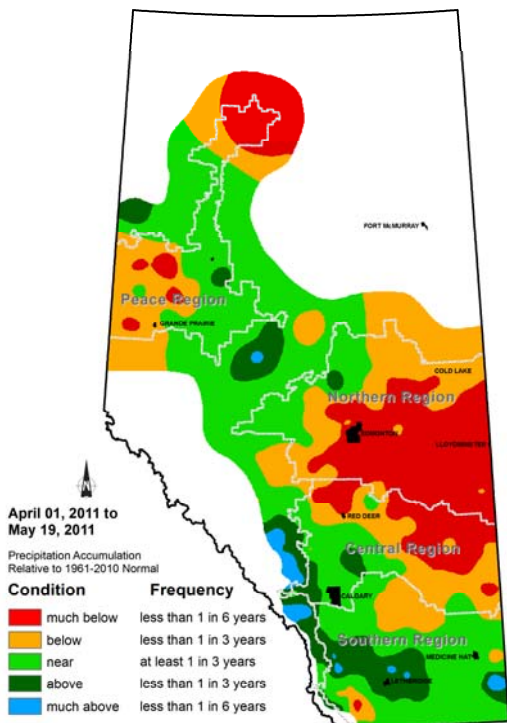 FORT McMURRAY
Peace Region
GRANDE PRAIRIE
COLD LAKE
Northern Region
EDMONTON
LLOYDMINSTER
N
April 01, 2011 to
May 19, 2011
RED DEER
Precipitation Accumulation
Relative to 1961-2010 Normal
Central Region
Condition Frequency
CALGARY
much below less than 1 in 6 years
below less than 1 in 3 years
Southern Region
near at least 1 in 3 years
MEDICINE HAT
above less than 1 in 3 years
LETHBRIDGE
much above less than 1 in 6 years